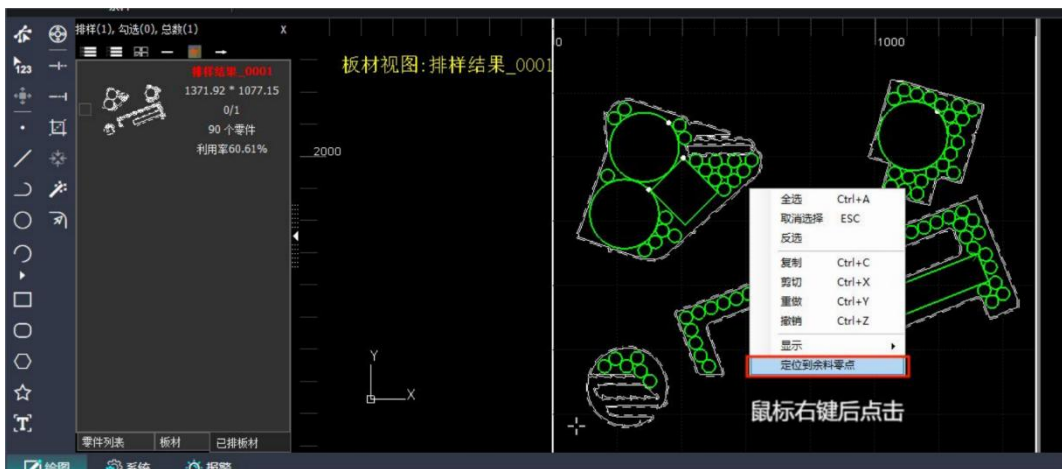 排样(1), 勾选(0), 总数(1) x
123
排样结果_0001
1371.92 * 1077.15
0/1
90 个零件
利用率60.61%
零件列表 板材 已排板材
板材视图:排样结果_0001
2000
0 1000
Y
X
全选 Ctrl+A
取消选择 ESC
反选
复制 Ctrl+C
剪切 Ctrl+X
重做 Ctrl+Y
撤销 Ctrl+Z
显示
定位到余料零点
鼠标右键后点击
绘图 系统 报警